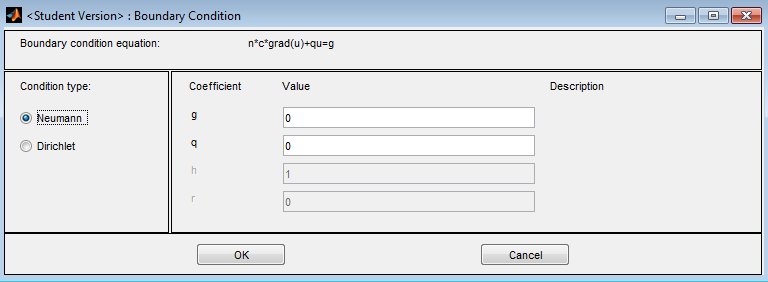 <Student Version> : Boundary Condition
Boundary condition equation: n*c*grad(u)+qu=g
Condition type:
Neumann
Dirichlet
Coefficient Value Description
g 0
q 0
h 1
r 0
OK Cancel